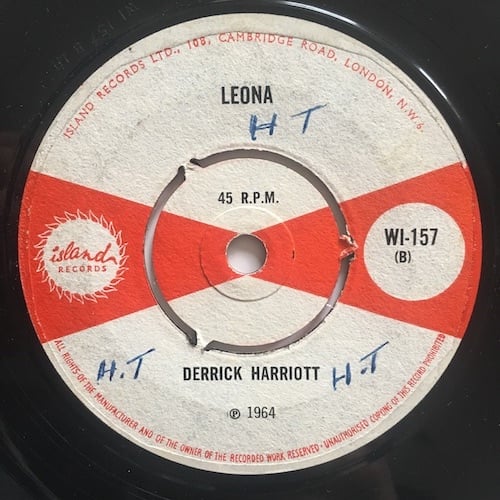 ISLAND RECORDS LTD., 108, CAMBRIDGE ROAD, LONDON, N.W.6.
LEONA
H T
45 R.P.M.
island
RECORDS
WI-157
(B)
H.T
DERRICK HARRIOTT
H.T
℗ 1964
ALL RIGHTS OF THE MANUFACTURER AND OF THE OWNER OF THE RECORDED WORK RESERVED · UNAUTHORISED COPYING OF THIS RECORD PROHIBITED